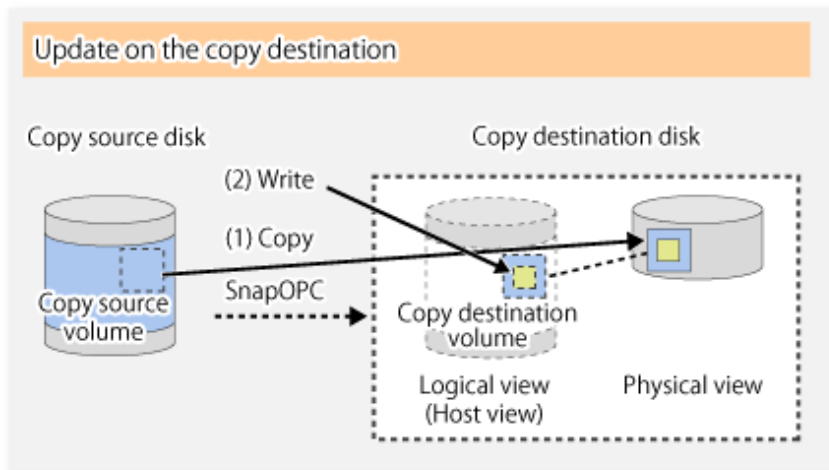 Update on the copy destination
Copy source disk
Copy destination disk
(2) Write
(1) Copy
SnapOPC
Copy source
volume
Copy destination
volume
Logical view
(Host view)
Physical view